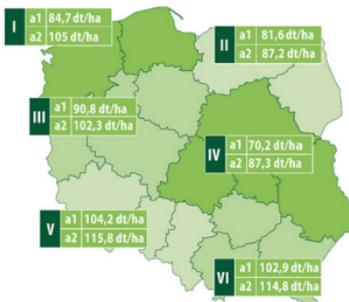 I a1 84,7 dt/ha
a2 105 dt/ha
II a1 81,6 dt/ha
a2 87,2 dt/ha
III a1 90,8 dt/ha
a2 102,3 dt/ha
IV a1 70,2 dt/ha
a2 87,3 dt/ha
V a1 104,2 dt/ha
a2 115,8 dt/ha
VI a1 102,9 dt/ha
a2 114,8 dt/ha